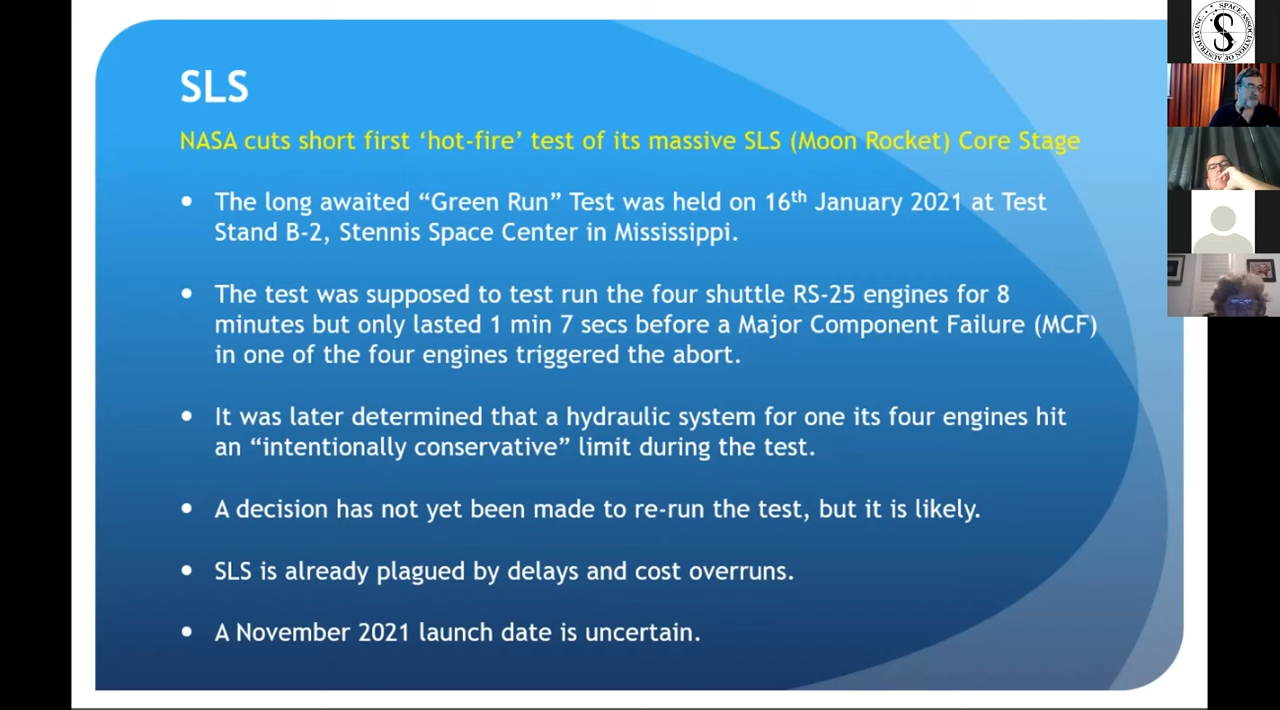 SLS
NASA cuts short first ‘hot-fire’ test of its massive SLS (Moon Rocket) Core Stage
• The long awaited “Green Run” Test was held on 16th January 2021 at Test
Stand B-2, Stennis Space Center in Mississippi.
• The test was supposed to test run the four shuttle RS-25 engines for 8
minutes but only lasted 1 min 7 secs before a Major Component Failure (MCF)
in one of the four engines triggered the abort.
• It was later determined that a hydraulic system for one its four engines hit
an “intentionally conservative” limit during the test.
• A decision has not yet been made to re-run the test, but it is likely.
• SLS is already plagued by delays and cost overruns.
• A November 2021 launch date is uncertain.
SPACE ASSOCIATION OF AUSTRALIA INC
S